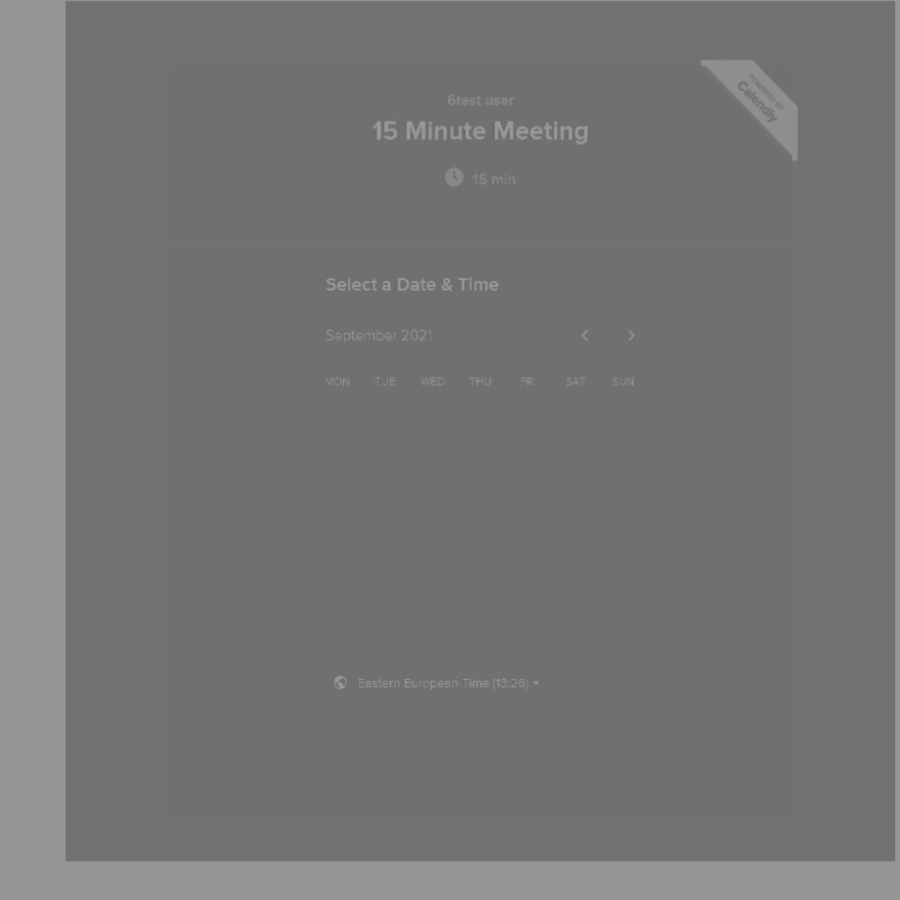 POWERED BY
Calendly
6test user
15 Minute Meeting
15 min
Select a Date & Time
September 2021
MON TUE WED THU FRI SAT SUN
Eastern European Time (13:26)